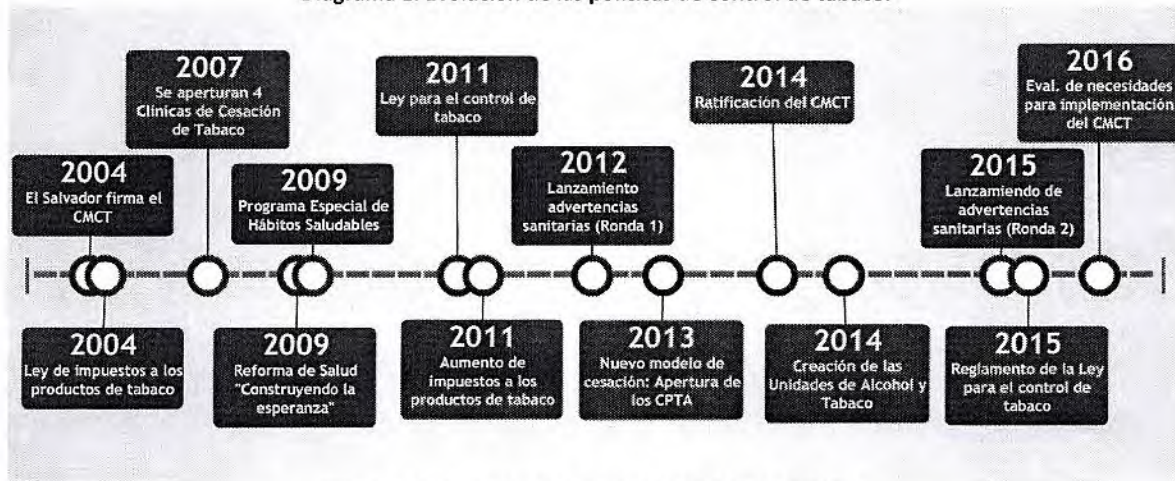 2007
Se aperturan 4
Clínicas de Cesación
de Tabaco
2011
Ley para el control de
tabaco
2014
Ratificación del CMCT
2016
Eval. de necesidades
para implementación
del CMCT
2004
El Salvador firma el
CMCT
2009
Programa Especial de
Hábitos Saludables
2012
Lanzamiento
advertencias
sanitarias (Ronda 1)
2015
Lanzamiendo de
advertencias
sanitarias (Ronda 2)
2004
Ley de impuestos a los
productos de tabaco
2009
Reforma de Salud
"Construyendo la
esperanza"
2011
Aumento de
impuestos a los
productos de tabaco
2013
Nuevo modelo de
cesación: Apertura de
los CPTA
2014
Creación de las
Unidades de Alcohol y
Tabaco
2015
Reglamento de la Ley
para el control de
tabaco